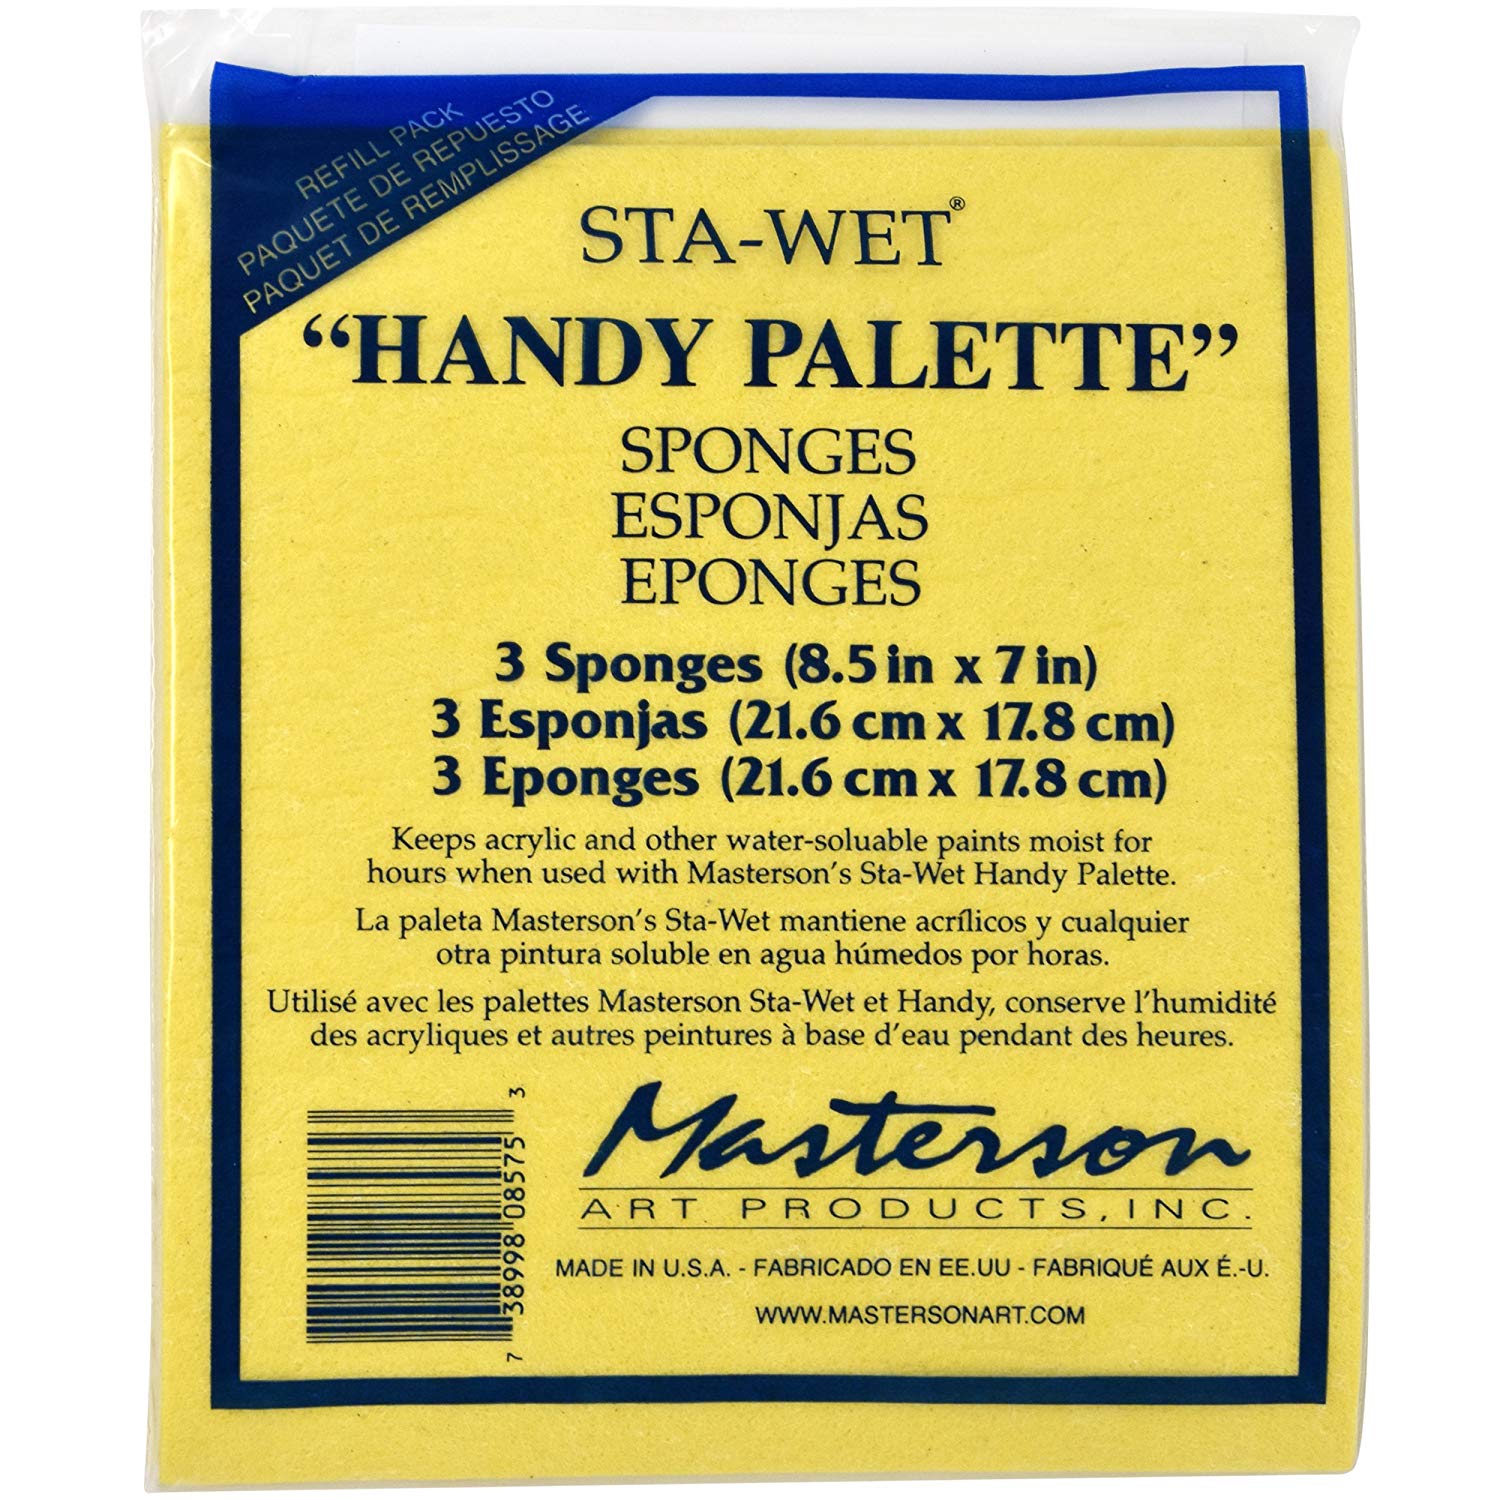 REFILL PACK
PAQUETE DE REPUESTO
PAQUET DE REMPLISSAGE
STA-WET®
“HANDY PALETTE”
SPONGES
ESPONJAS
EPONGES
3 Sponges (8.5 in x 7 in)
3 Esponjas (21.6 cm x 17.8 cm)
3 Eponges (21.6 cm x 17.8 cm)
Keeps acrylic and other water-soluable paints moist for
hours when used with Masterson’s Sta-Wet Handy Palette.
La paleta Masterson’s Sta-Wet mantiene acrílicos y cualquier
otra pintura soluble en agua húmedos por horas.
Utilisé avec les palettes Masterson Sta-Wet et Handy, conserve l’humidité
des acryliques et autres peintures à base d’eau pendant des heures.
7 38998 08575 3
Masterson
ART PRODUCTS, INC.
MADE IN U.S.A. - FABRICADO EN EE.UU - FABRIQUÉ AUX É.-U.
WWW.MASTERSONART.COM